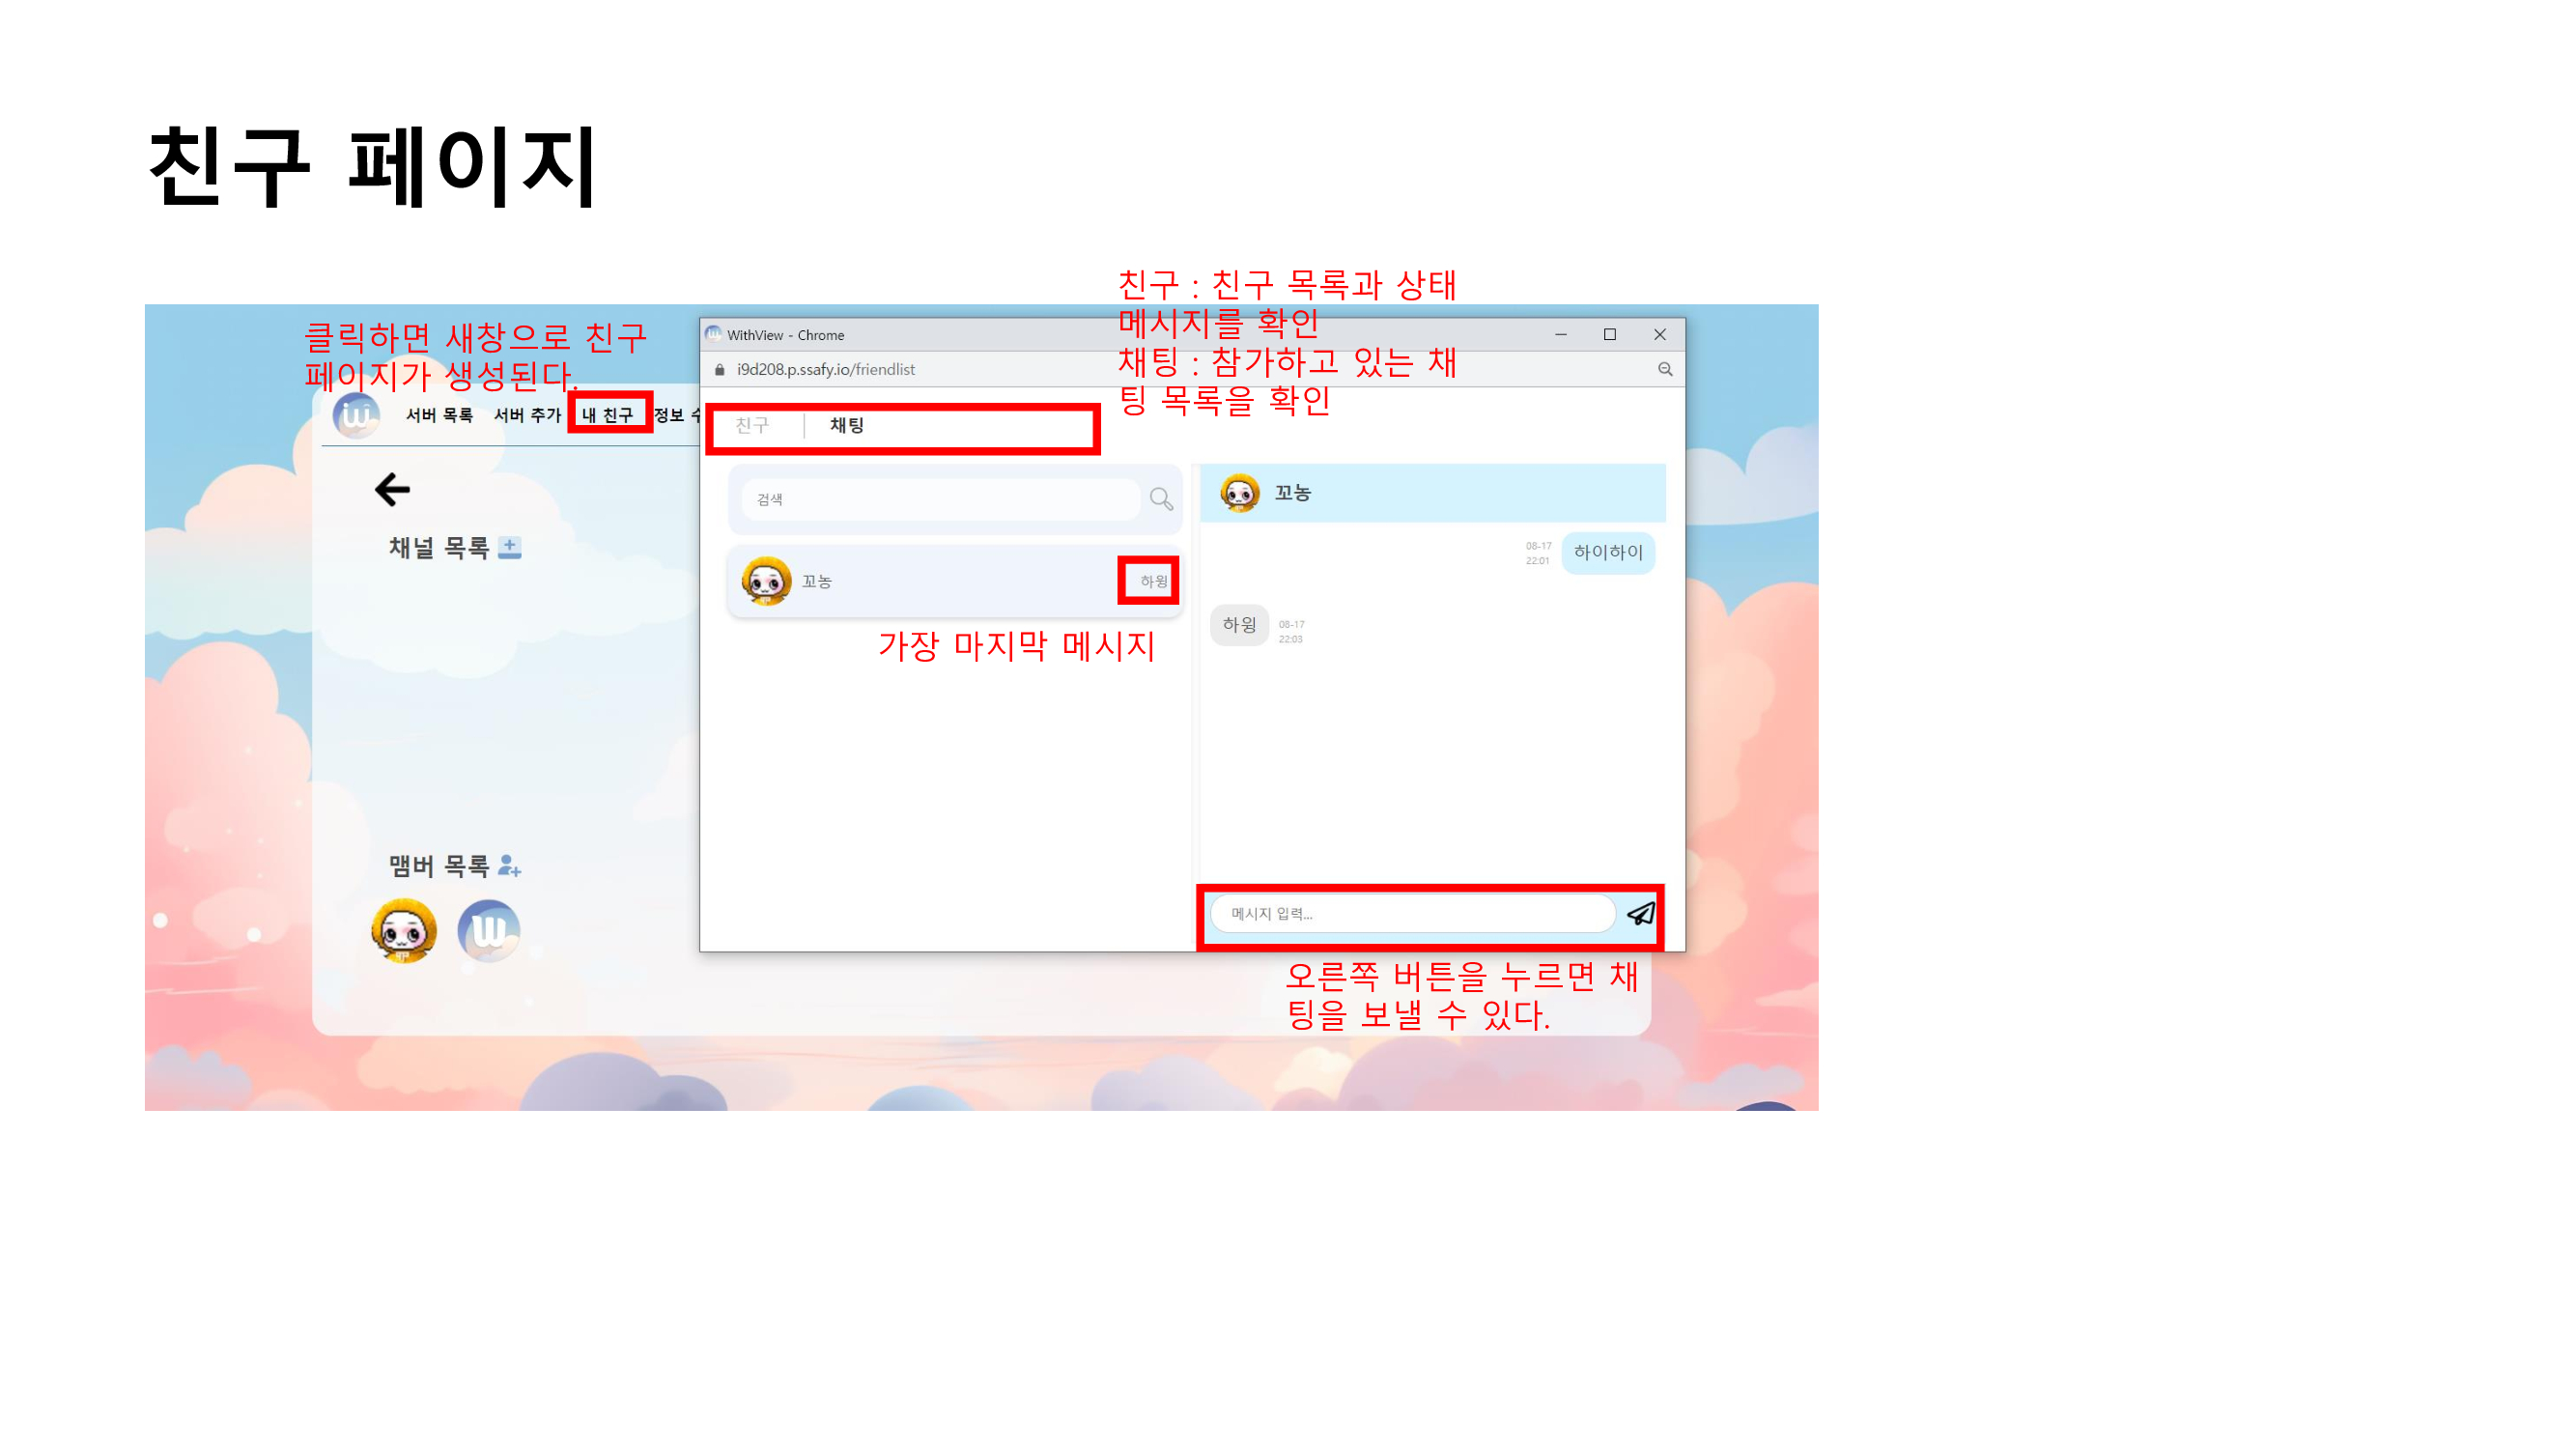 친구 페이지
친구 : 친구 목록과 상태
메시지를 확인
채팅 : 참가하고 있는 채
팅 목록을 확인
클릭하면 새창으로 친구
페이지가 생성된다.
WithView - Chrome
i9d208.p.ssafy.io/friendlist
서버 목록 서버 추가 내 친구 정보 수
친구 채팅
검색
꼬농
하윙
가장 마지막 메시지
꼬농
08-17
22:01
하이하이
하윙
08-17
22:03
채널 목록
맴버 목록
메시지 입력...
오른쪽 버튼을 누르면 채
팅을 보낼 수 있다.